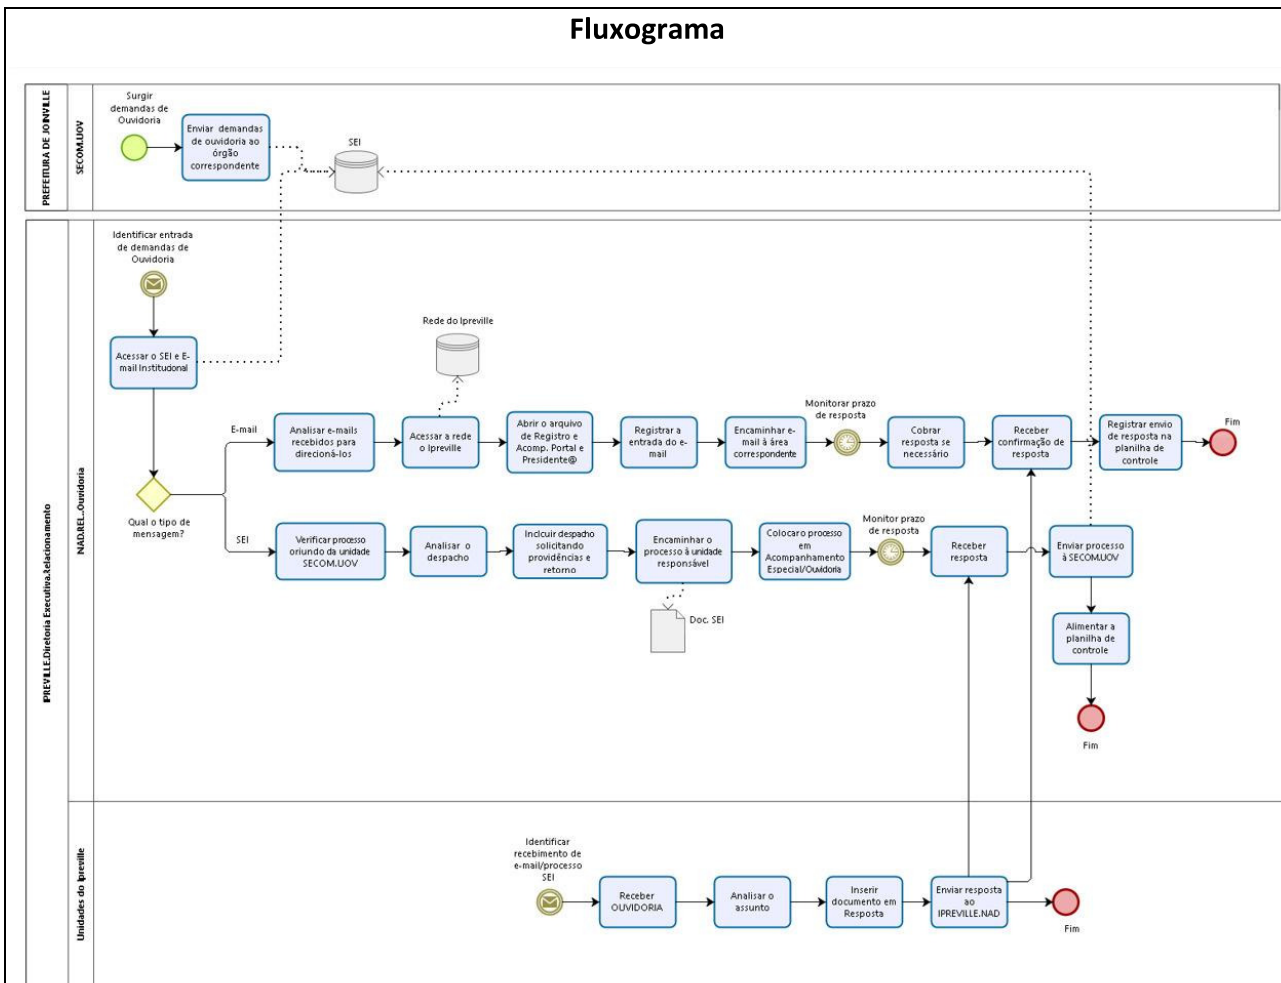 Fluxograma
PREFEITURA DE JOINVILLE
SECOM.UOV
Surgir
demandas de
Ouvidoria
Enviar demandas
de ouvidoria ao
órgão
correspondente
SEI
IPREVILLE.Diretoria Executiva.Relacionamento
NAD.REL..Ouvidoria
Identificar entrada
de demandas de
Ouvidoria
Acessar o SEI e E-
mail Institudonal
Qual o tipo de
mensagem?
E-mail
Analisar e-mails
recebidos para
direcioná-los
Rede do Ipreville
Acessar a rede
o Ipreville
Abrir o arquivo
de Registro e
Acomp. Portal e
Presidente@
Registrar a
entrada do e-
mail
Encaminhar e-
mail à área
correspondente
Monitorar prazo
de resposta
Cobrar
resposta se
necessário
Receber
confirmação de
resposta
Registrar envio
de resposta na
planilha de
controle
Fim
SEI
Verificar processo
oriundo da unidade
SECOM.UOV
Analisar o
despacho
Inclcuir despacho
solicitando
providências e
retorno
Encaminhar o
processo à unidade
responsável
Doc. SEI
Colocar o processo
em
Acompanhamento
Especial/Ouvidoria
Monitor prazo
de resposta
Receber
resposta
Enviar processo
à SECOM.UOV
Alimentar a
planilha de
controle
Fim
Unidades do Ipreville
Identificar
recebimento de
e-mail/processo
SEI
Receber
OUVIDORIA
Analisar o
assunto
Inserir
documento em
Resposta
Enviar resposta
ao
IPREVILLE.NAD
Fim